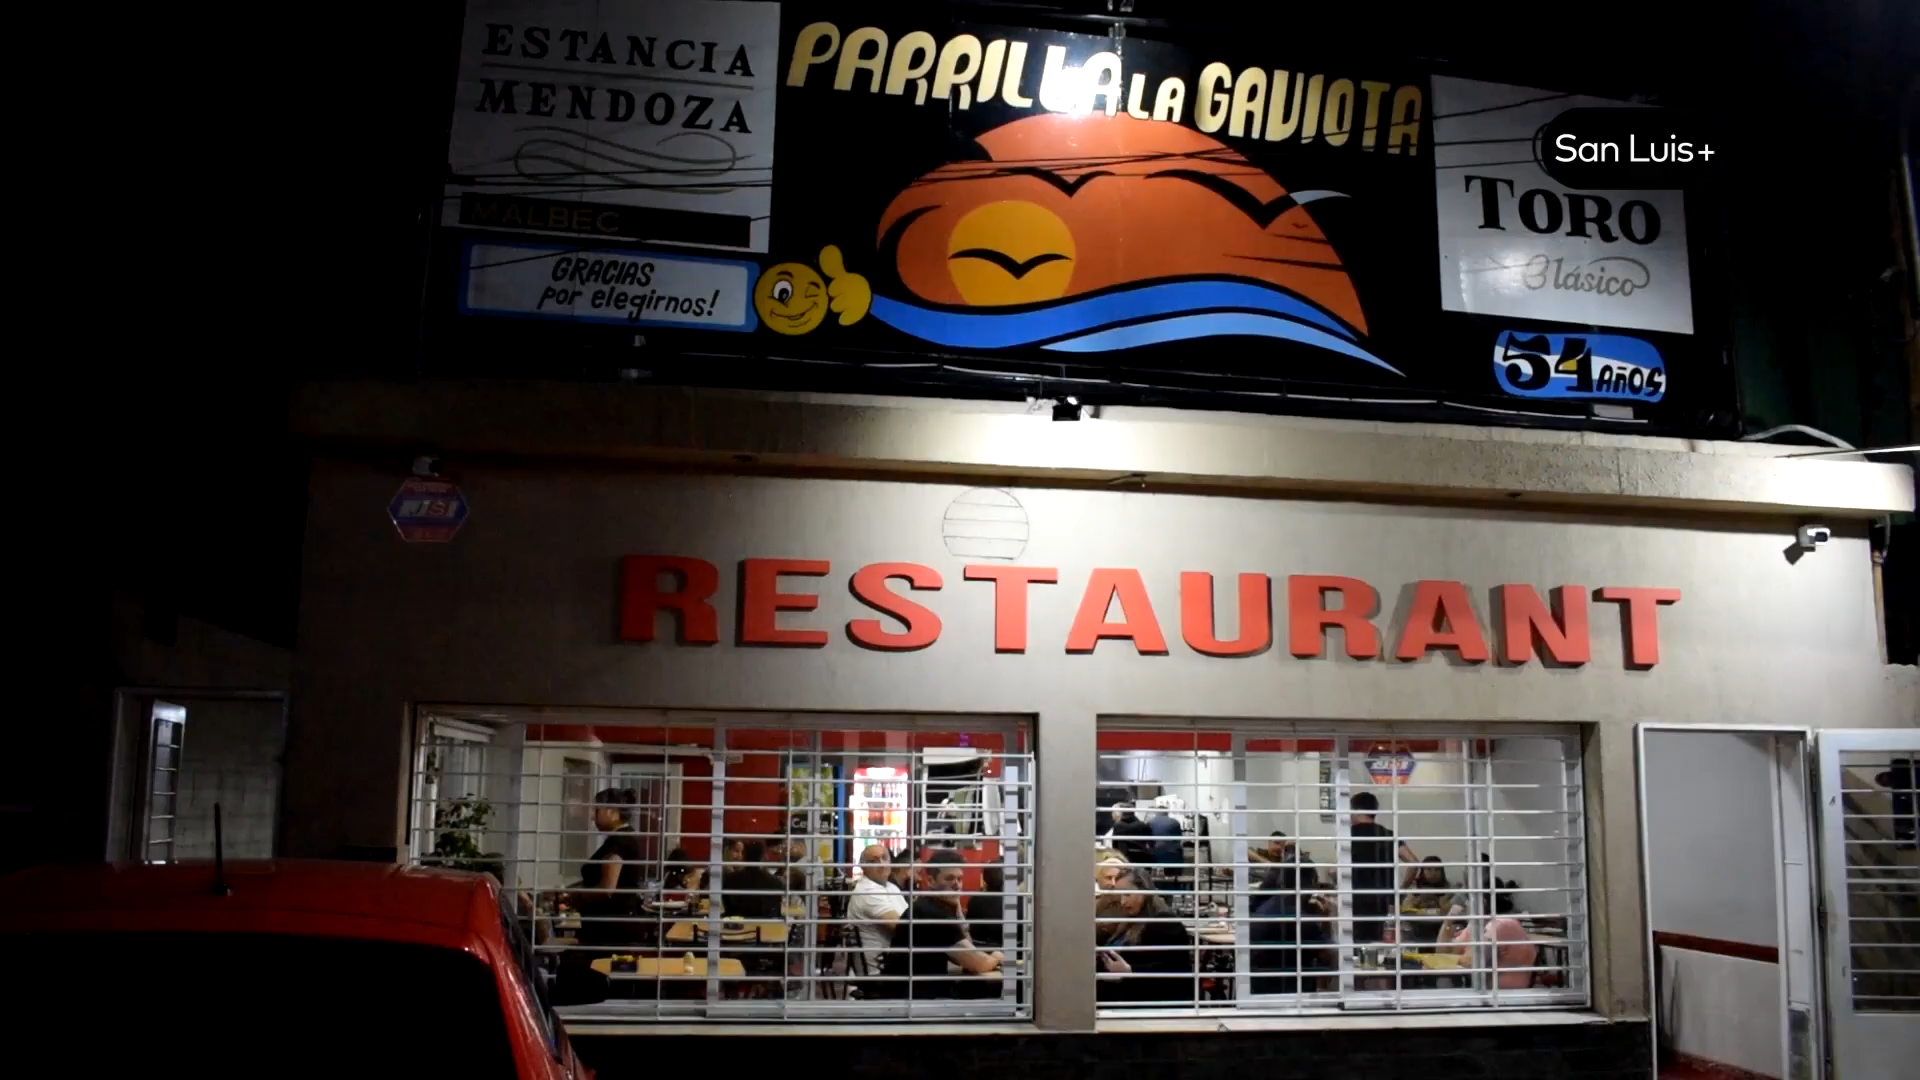 ESTANCIA
MENDOZA
MALBEC
GRACIAS
por elegirnos!
PARRILLA LA GAVIOTA
San Luis+
TORO
Clásico
54 AÑOS
RESTAURANT